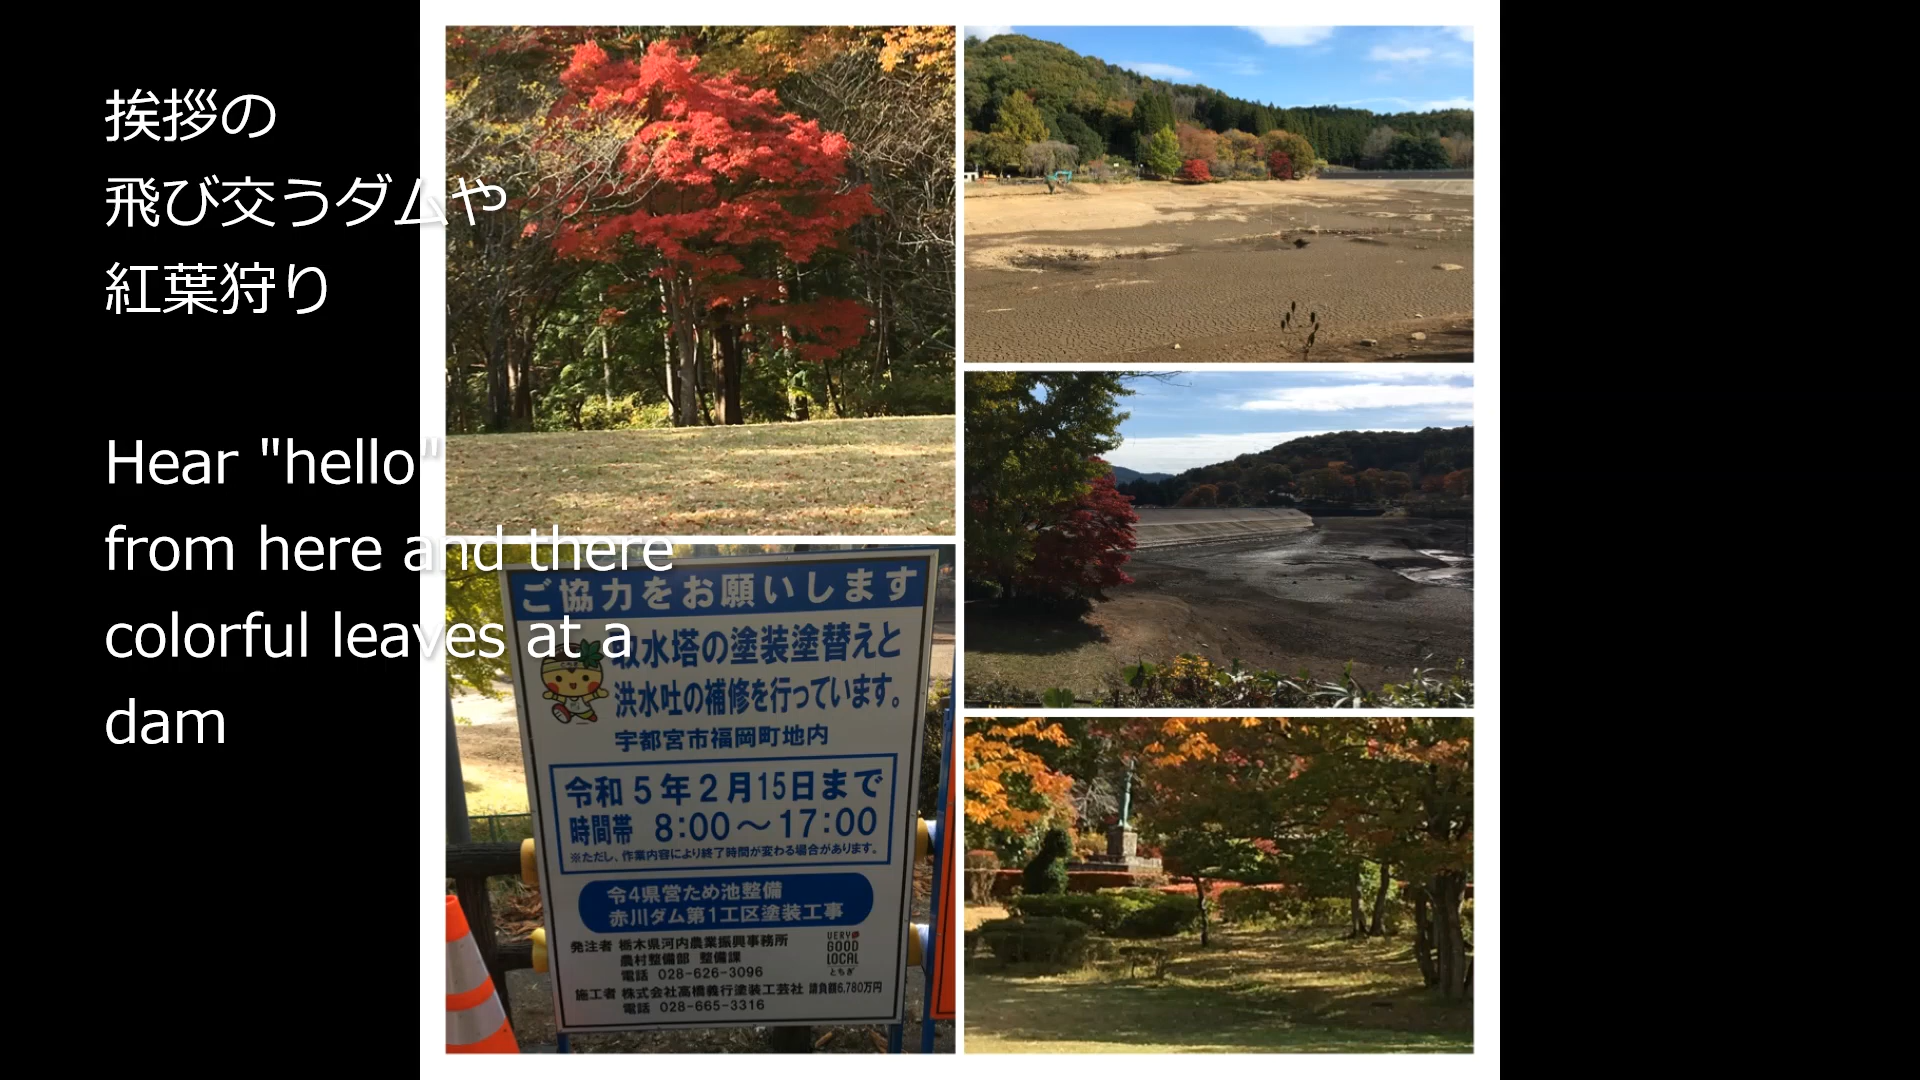 挨拶の
飛び交うダムや
紅葉狩り
Hear "hello"
from here and there
colorful leaves at a
dam
ご協力をお願いします
取水塔の塗装塗替えと
洪水吐の補修を行っています。
宇都宮市福岡町地内
令和5年2月15日まで
時間帯 8:00～17:00
※ただし、作業内容により終了時間が変わる場合があります。
令4県営ため池整備
赤川ダム第1工区塗装工事
発注者 栃木県河内農業振興事務所
農村整備部 整備課
電話 028-626-3096
VERY
GOOD
LOCAL
とちぎ
施工者 株式会社高橋義行塗装工芸社 請負額6,780万円
電話 028-665-3316